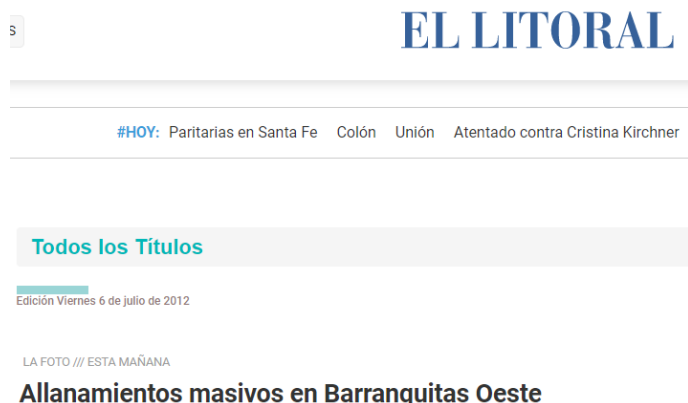 S
EL LITORAL
#HOY: Paritarias en Santa Fe Colón Unión Atentado contra Cristina Kirchner
Todos los Títulos
Edición Viernes 6 de julio de 2012
LA FOTO /// ESTA MAÑANA
Allanamientos masivos en Barranquitas Oeste